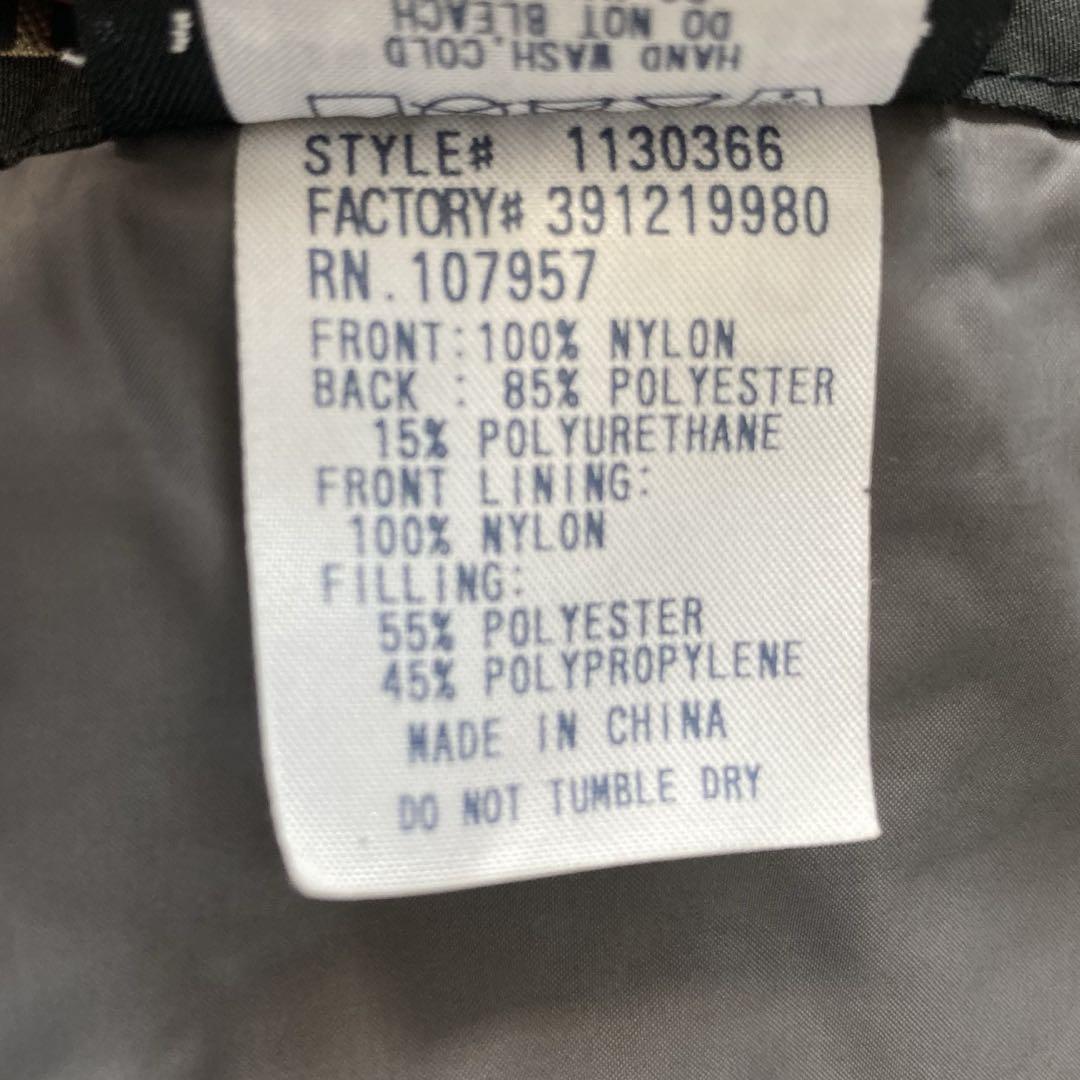 DO NOT BLEACH
HAND WASH,COLD
STYLE# 1130366
FACTORY# 391219980
RN.107957
FRONT:100% NYLON
BACK : 85% POLYESTER
15% POLYURETHANE
FRONT LINING:
100% NYLON
FILLING:
55% POLYESTER
45% POLYPROPYLENE
MADE IN CHINA
DO NOT TUMBLE DRY